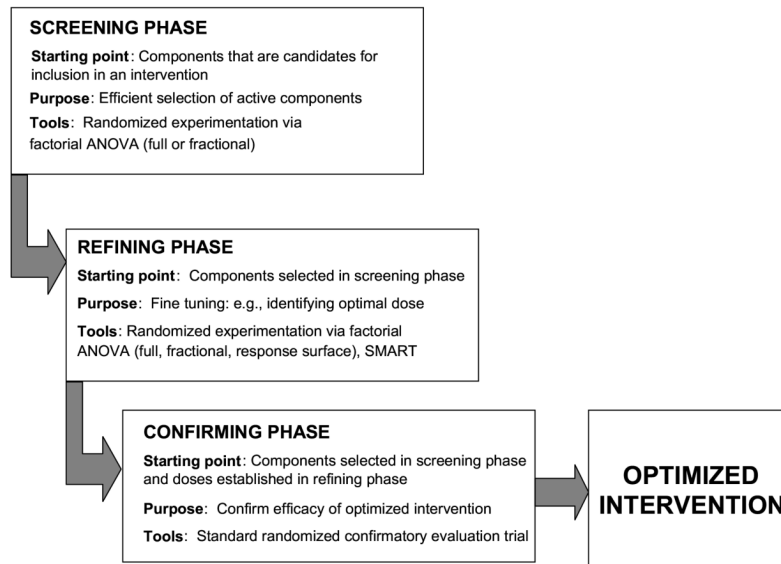 SCREENING PHASE
Starting point: Components that are candidates for
inclusion in an intervention
Purpose: Efficient selection of active components
Tools: Randomized experimentation via
factorial ANOVA (full or fractional)
REFINING PHASE
Starting point: Components selected in screening phase
Purpose: Fine tuning: e.g., identifying optimal dose
Tools: Randomized experimentation via factorial
ANOVA (full, fractional, response surface), SMART
CONFIRMING PHASE
Starting point: Components selected in screening phase
and doses established in refining phase
Purpose: Confirm efficacy of optimized intervention
Tools: Standard randomized confirmatory evaluation trial
OPTIMIZED
INTERVENTION